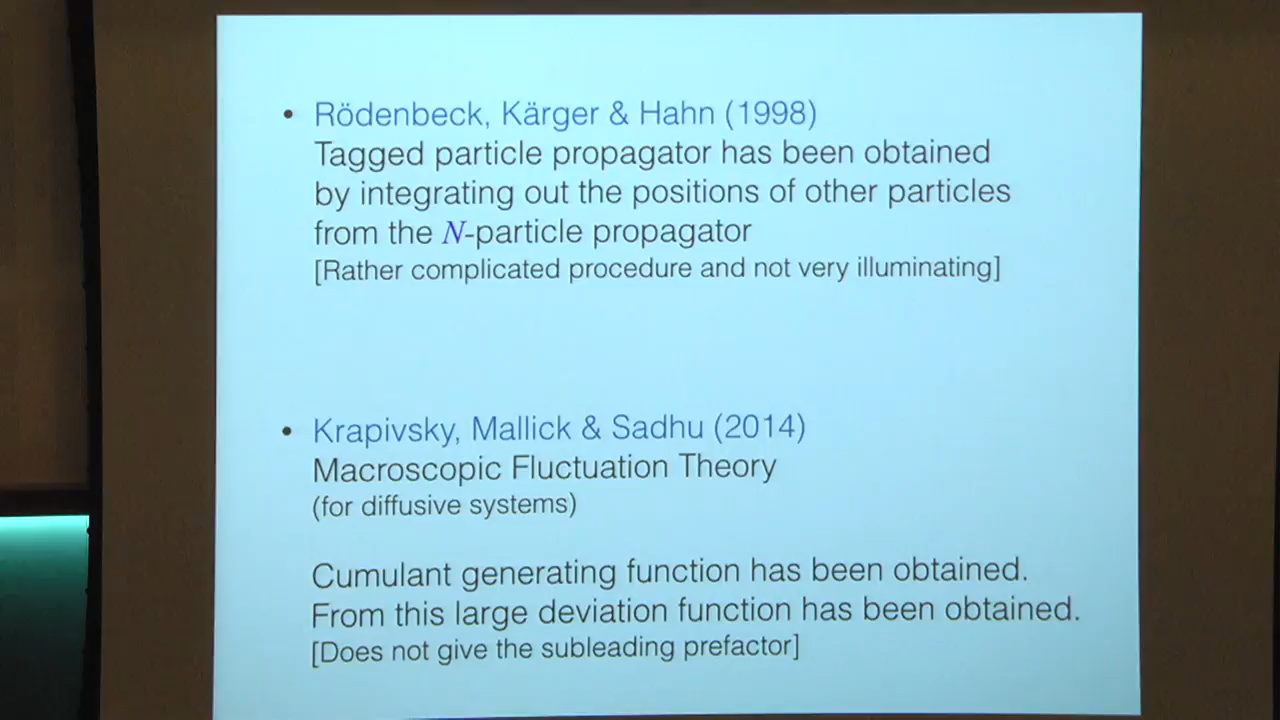 • Rödenbeck, Kärger & Hahn (1998)
Tagged particle propagator has been obtained
by integrating out the positions of other particles
from the N-particle propagator
[Rather complicated procedure and not very illuminating]
• Krapivsky, Mallick & Sadhu (2014)
Macroscopic Fluctuation Theory
(for diffusive systems)
Cumulant generating function has been obtained.
From this large deviation function has been obtained.
[Does not give the subleading prefactor]